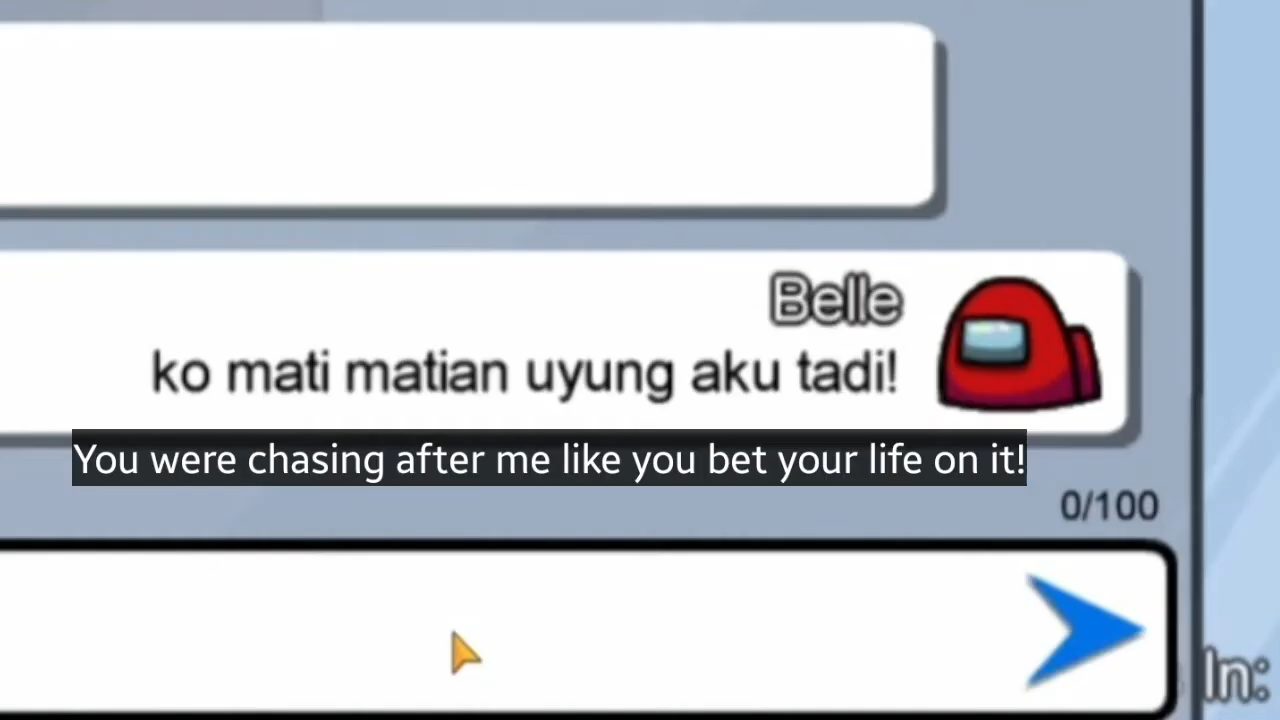 Belle
ko mati matian uyung aku tadi!
You were chasing after me like you bet your life on it!
0/100
In: